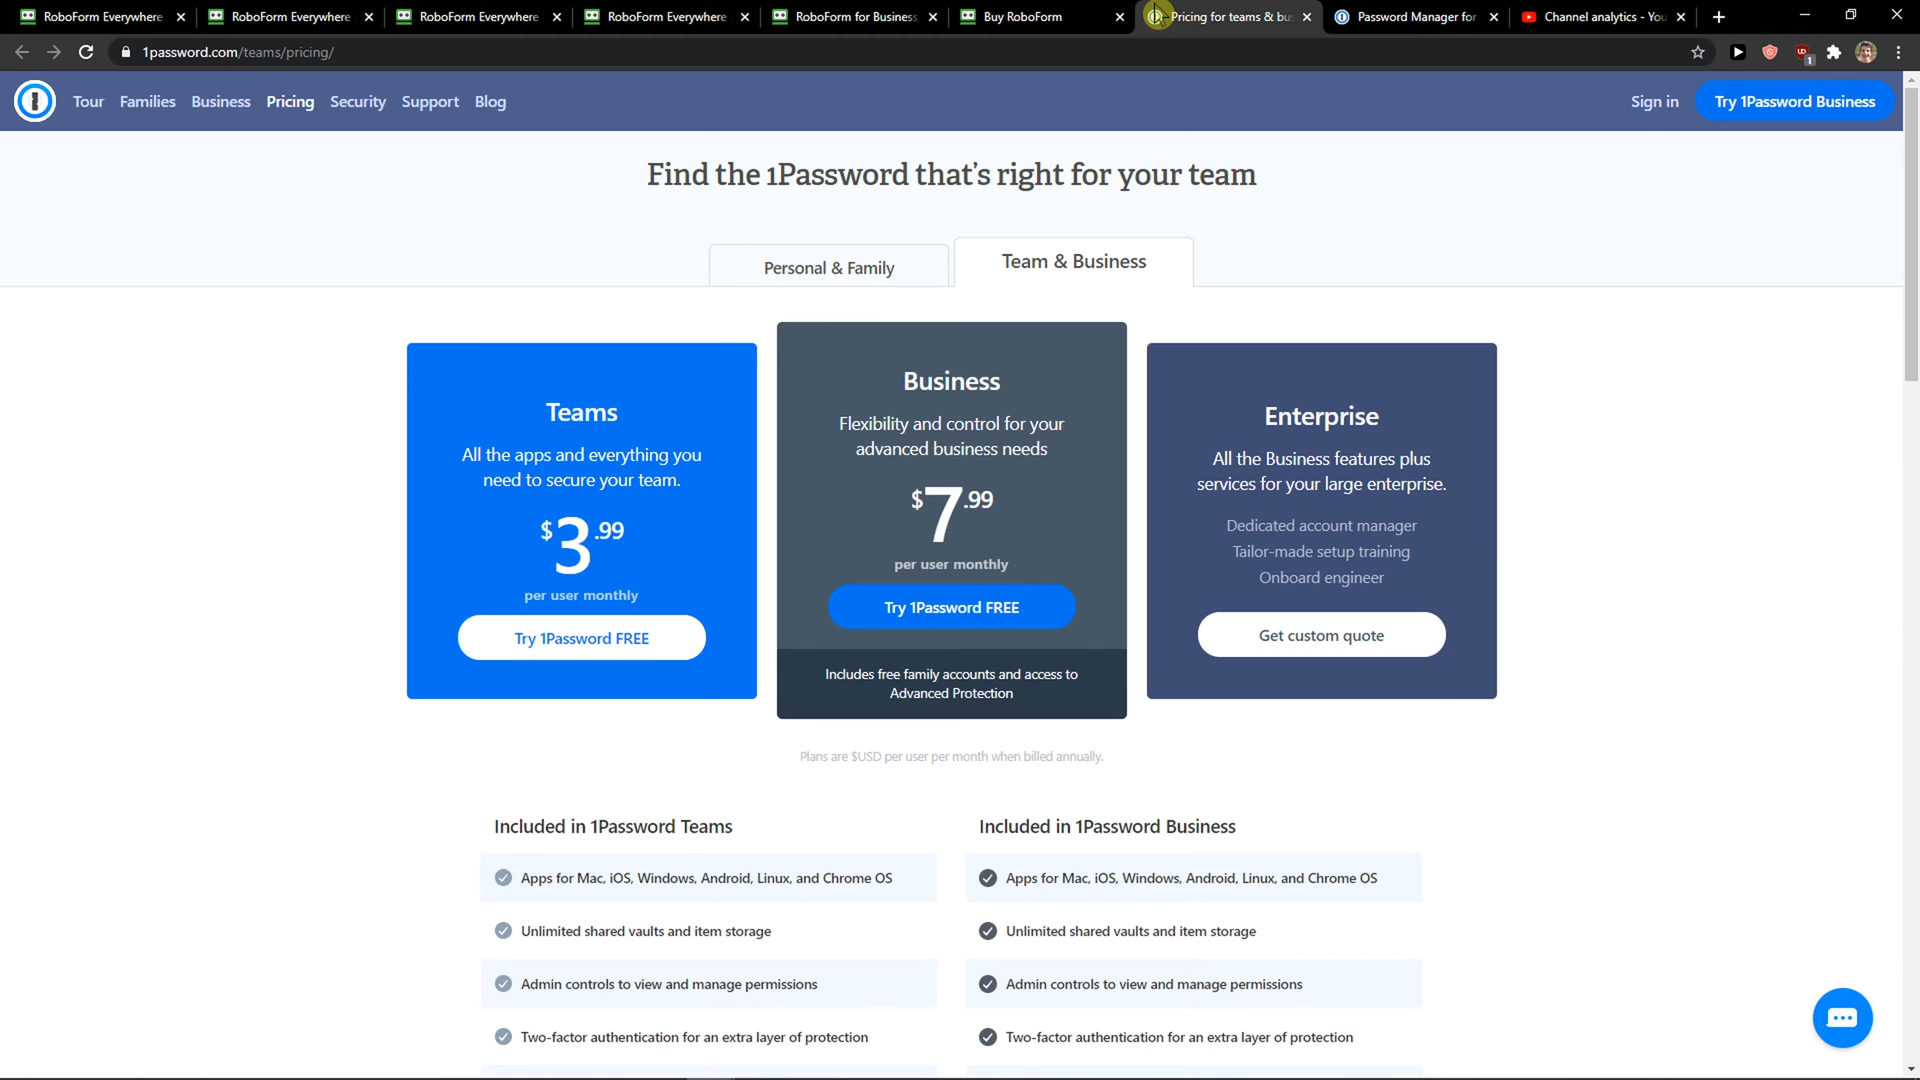 RoboForm Everywhere
RoboForm Everywhere
RoboForm Everywhere
RoboForm Everywhere
RoboForm for Business
Buy RoboForm
Pricing for teams & bus
Password Manager for
Channel analytics - You
1password.com/teams/pricing/
1
Tour
Families
Business
Pricing
Security
Support
Blog
Sign in
Try 1Password Business
Find the 1Password that's right for your team
Personal & Family
Team & Business
Teams
All the apps and everything you
need to secure your team.
$3.99
per user monthly
Try 1Password FREE
Business
Flexibility and control for your
advanced business needs
$7.99
per user monthly
Try 1Password FREE
Includes free family accounts and access to
Advanced Protection
Enterprise
All the Business features plus
services for your large enterprise.
Dedicated account manager
Tailor-made setup training
Onboard engineer
Get custom quote
Plans are $USD per user per month when billed annually.
Included in 1Password Teams
Apps for Mac, iOS, Windows, Android, Linux, and Chrome OS
Unlimited shared vaults and item storage
Admin controls to view and manage permissions
Two-factor authentication for an extra layer of protection
Included in 1Password Business
Apps for Mac, iOS, Windows, Android, Linux, and Chrome OS
Unlimited shared vaults and item storage
Admin controls to view and manage permissions
Two-factor authentication for an extra layer of protection